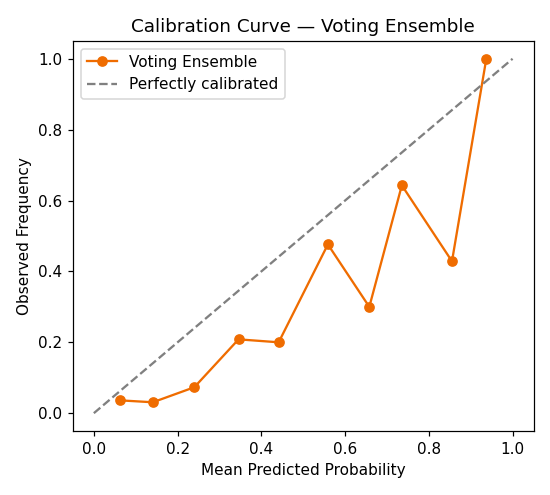 Calibration Curve — Voting Ensemble
Voting Ensemble
Perfectly calibrated
Observed Frequency
1.0
0.8
0.6
0.4
0.2
0.0
0.0 0.2 0.4 0.6 0.8 1.0
Mean Predicted Probability